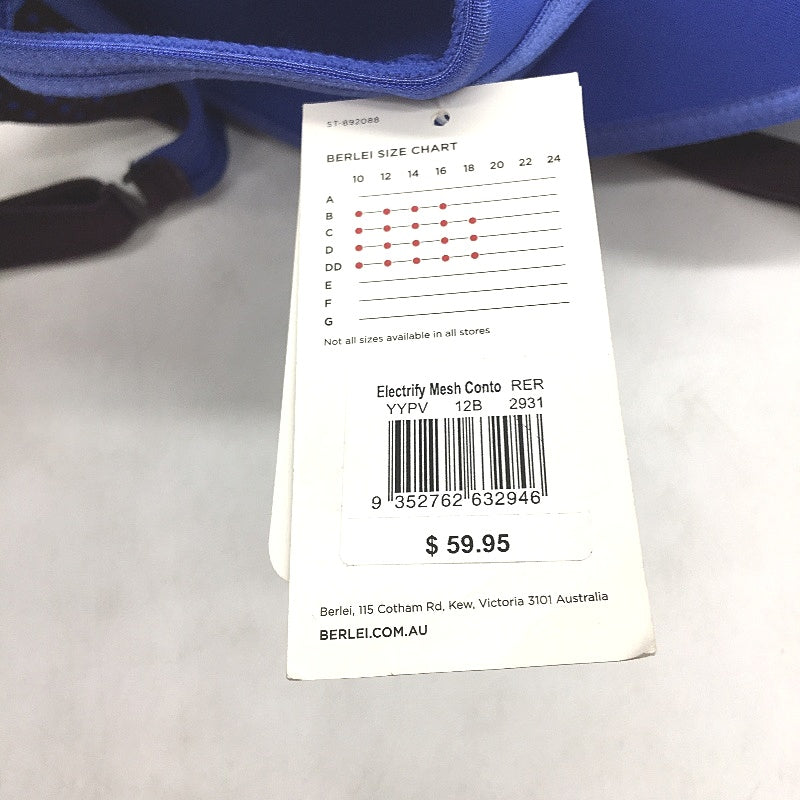 ST-892088
BERLEI SIZE CHART
10 12 14 16 18 20 22 24
A
B
C
D
DD
E
F
G
Not all sizes available in all stores
Electrify Mesh Conto RER
YYPV 12B 2931
9 352762 632946
$ 59.95
Berlei, 115 Cotham Rd, Kew, Victoria 3101 Australia
BERLEI.COM.AU